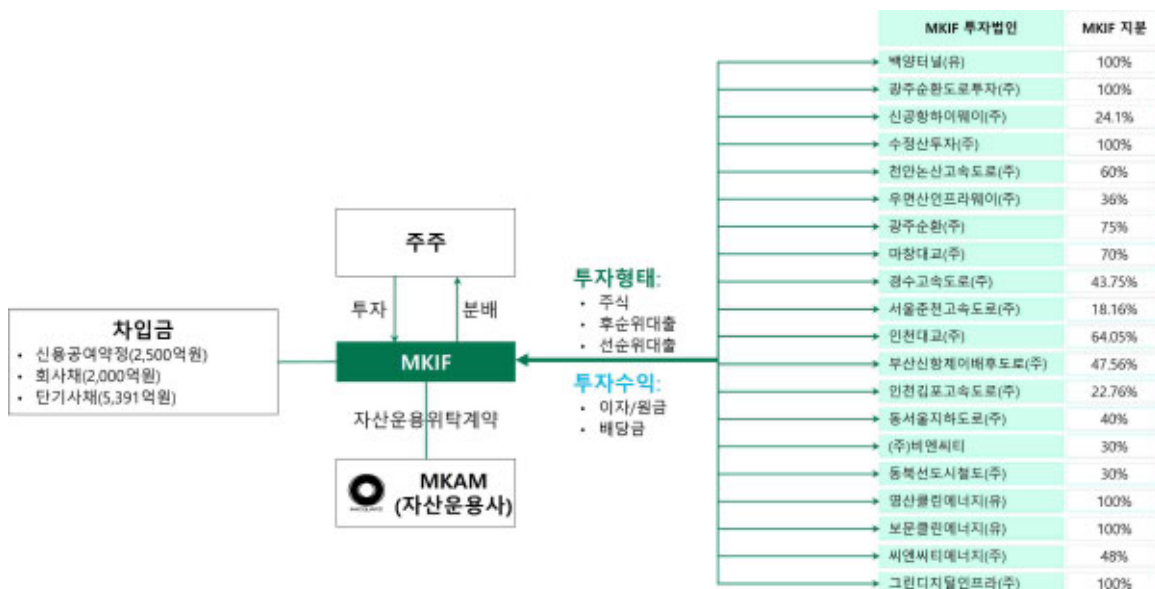 주주
투자
분배
차입금
• 신용공여약정(2,500억원)
• 회사채(2,000억원)
• 단기사채(5,391억원)
MKIF
자산운용위탁계약
MKAM
(자산운용사)
투자형태:
• 주식
• 후순위대출
• 선순위대출
투자수익:
• 이자/원금
• 배당금
MKIF 투자법인 MKIF 지분
백양터널(유) 100%
광주순환도로투자(주) 100%
신공항하이웨이(주) 24.1%
수정산투자(주) 100%
천안논산고속도로(주) 60%
우면산인프라웨이(주) 36%
광주순환(주) 75%
마창대교(주) 70%
경수고속도로(주) 43.75%
서울춘천고속도로(주) 18.16%
인천대교(주) 64.05%
부산신항제이배후도로(주) 47.56%
인천김포고속도로(주) 22.76%
동서울지하도로(주) 40%
(주)비엔씨티 30%
동북선도시철도(주) 30%
영산클린에너지(유) 100%
보문클린에너지(유) 100%
씨엔씨티에너지(주) 48%
그린디지털인프라(주) 100%